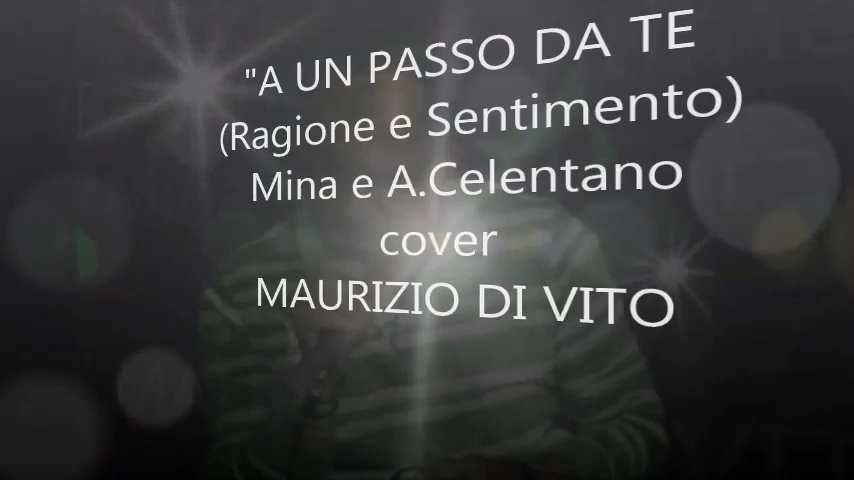 "A UN PASSO DA TE
(Ragione e Sentimento)
Mina e A.Celentano
cover
MAURIZIO DI VITO